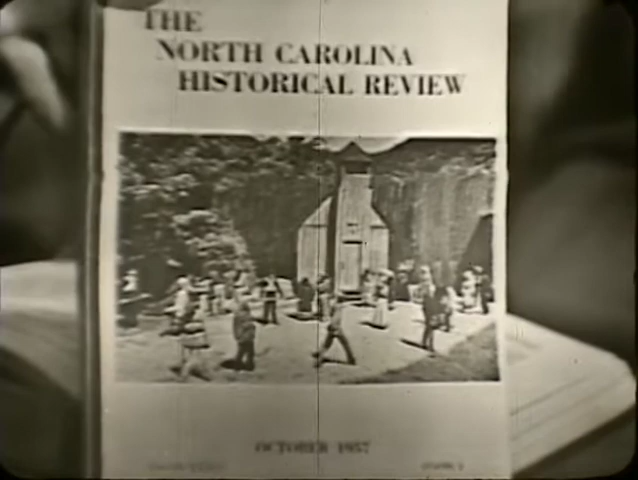 THE
NORTH CAROLINA
HISTORICAL REVIEW
OCTOBER 1957